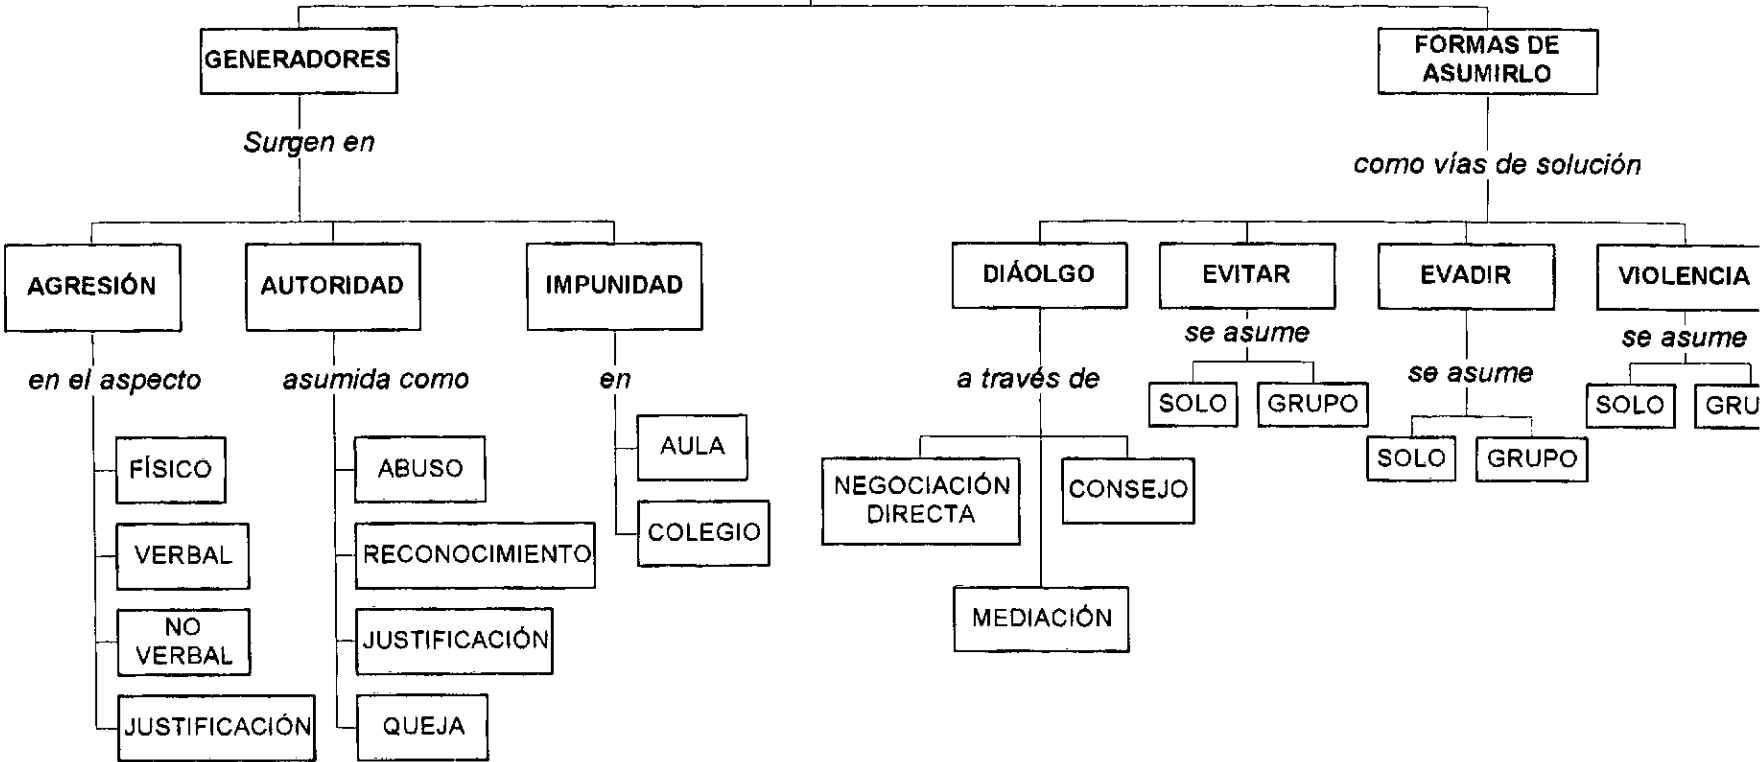 GENERADORES
Surgen en
AGRESIÓN
en el aspecto
FÍSICO
VERBAL
NO
VERBAL
JUSTIFICACIÓN
AUTORIDAD
asumida como
ABUSO
RECONOCIMIENTO
JUSTIFICACIÓN
QUEJA
IMPUNIDAD
en
AULA
COLEGIO
FORMAS DE
ASUMIRLO
como vías de solución
DIÁOLGO
a través de
NEGOCIACIÓN
DIRECTA
MEDIACIÓN
CONSEJO
EVITAR
se asume
SOLO
GRUPO
EVADIR
se asume
SOLO
GRUPO
VIOLENCIA
se asume
SOLO
GRU